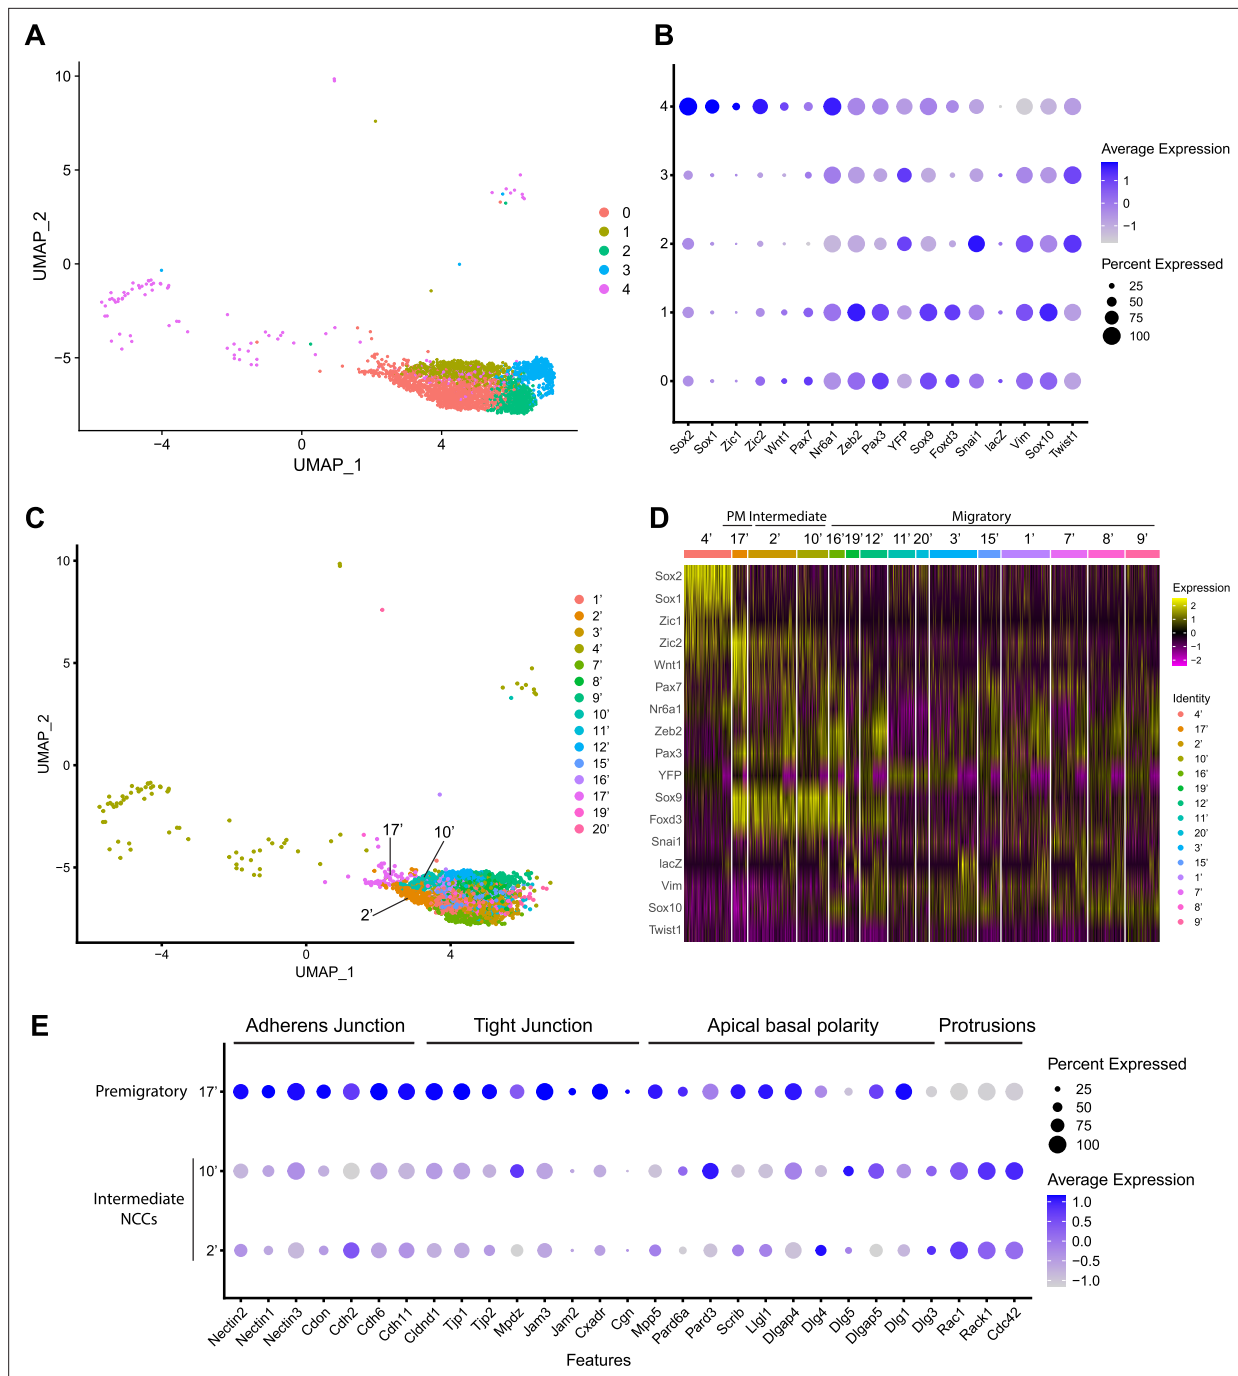 A
UMAP_2
10
5
0
−5
−4
0
4
UMAP_1
0
1
2
3
4
B
4
3
2
1
0
Sox2
Sox1
Zic1
Zic2
Wnt1
Pax7
Nr6a1
Zeb2
Pax3
YFP
Sox9
Foxd3
Snai1
lacZ
Vim
Sox10
Twist1
Average Expression
1
0
−1
Percent Expressed
25
50
75
100
C
UMAP_2
10
5
0
−5
17'
10'
2'
−4
0
4
UMAP_1
1'
2'
3'
4'
7'
8'
9'
10'
11'
12'
15'
16'
17'
19'
20'
D
PM Intermediate
Migratory
4' 17' 2' 10' 16' 19' 12' 11' 20' 3' 15' 1' 7' 8' 9'
Sox2
Sox1
Zic1
Zic2
Wnt1
Pax7
Nr6a1
Zeb2
Pax3
YFP
Sox9
Foxd3
Snai1
lacZ
Vim
Sox10
Twist1
Expression
2
1
0
−1
−2
Identity
4'
17'
2'
10'
16'
19'
12'
11'
20'
3'
15'
1'
7'
8'
9'
E
Adherens Junction
Tight Junction
Apical basal polarity
Protrusions
Premigratory 17'
10'
Intermediate
NCCs
2'
Nectin2
Nectin1
Nectin3
Cdon
Cdh2
Cdh6
Cdh11
Cldnd1
Tjp1
Tjp2
Mpdz
Jam3
Jam2
Cxadr
Cgn
Mpp5
Pard6a
Pard3
Scrib
Llgl1
Dlgap4
Dlg4
Dlg5
Dlgap5
Dlg1
Dlg3
Rac1
Rack1
Cdc42
Features
Percent Expressed
25
50
75
100
Average Expression
1.0
0.5
0.0
−0.5
−1.0